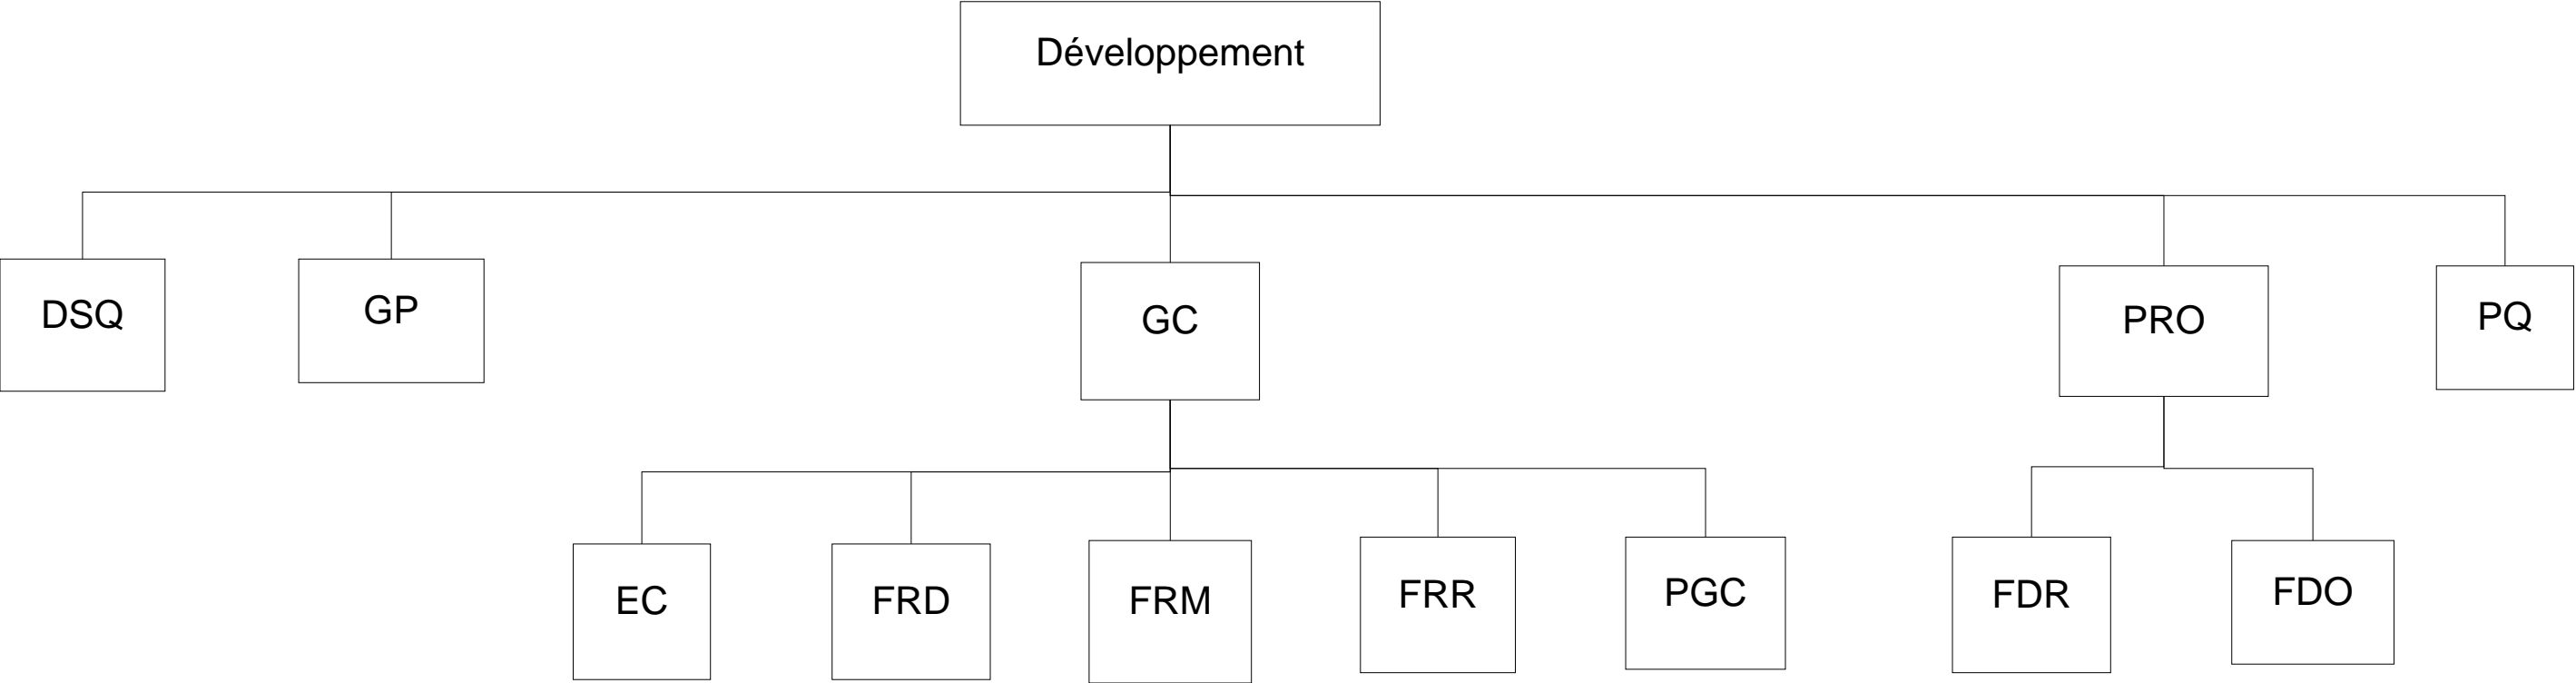 Développement
DSQ
GP
GC
PRO
PQ
EC
FRD
FRM
FRR
PGC
FDR
FDO